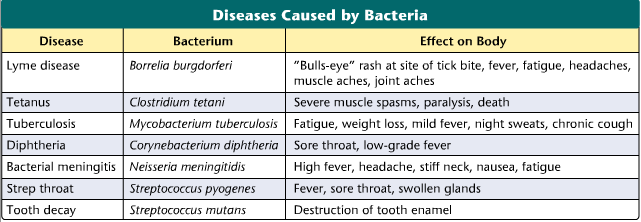 Diseases Caused by Bacteria
Disease Bacterium Effect on Body
Lyme disease Borrelia burgdorferi "Bulls-eye" rash at site of tick bite, fever, fatigue, headaches,
muscle aches, joint aches
Tetanus Clostridium tetani Severe muscle spasms, paralysis, death
Tuberculosis Mycobacterium tuberculosis Fatigue, weight loss, mild fever, night sweats, chronic cough
Diphtheria Corynebacterium diphtheria Sore throat, low-grade fever
Bacterial meningitis Neisseria meningitidis High fever, headache, stiff neck, nausea, fatigue
Strep throat Streptococcus pyogenes Fever, sore throat, swollen glands
Tooth decay Streptococcus mutans Destruction of tooth enamel